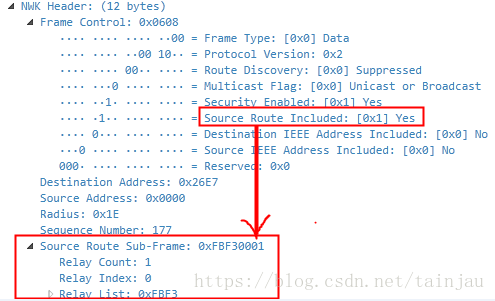 NWK Header: (12 bytes)
Frame Control: 0x0608
···· ···· ···· ··00 = Frame Type: [0x0] Data
···· ···· ··00 10·· = Protocol Version: 0x2
···· ···· 00·· ···· = Route Discovery: [0x0] Suppressed
···· ···0 ···· ···· = Multicast Flag: [0x0] Unicast or Broadcast
···· ··1· ···· ···· = Security Enabled: [0x1] Yes
···· ·1·· ···· ···· = Source Route Included: [0x1] Yes
···· 0··· ···· ···· = Destination IEEE Address Included: [0x0] No
···0 ···· ···· ···· = Source IEEE Address Included: [0x0] No
000· ···· ···· ···· = Reserved: 0x0
Destination Address: 0x26E7
Source Address: 0x0000
Radius: 0x1E
Sequence Number: 177
Source Route Sub-Frame: 0xFBF30001
Relay Count: 1
Relay Index: 0
Relay List: 0xFBF3
https://blog.csdn.net/tainjau